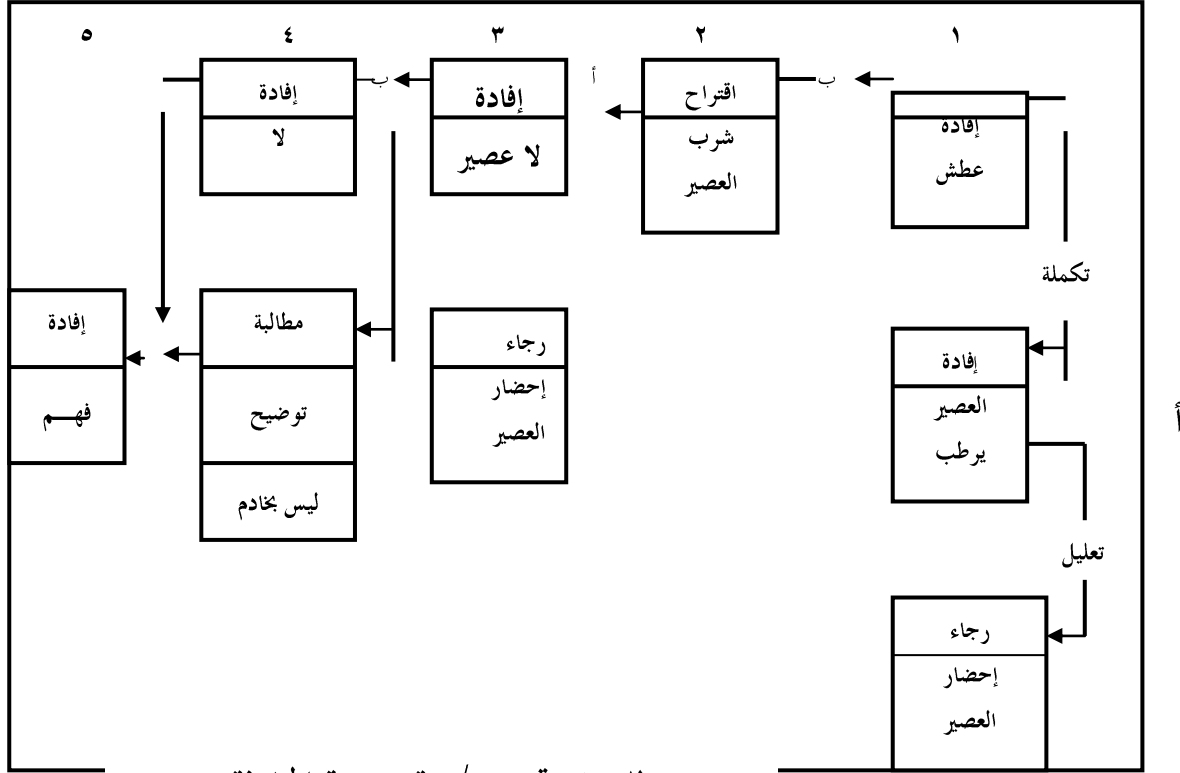 ١ ٢ ٣ ٤ ٥
إفادة
عطش
ب
اقتراح
شرب
العصير
أ
إفادة
لا عصير
ب
إفادة
لا
تكملة
إفادة
العصير
يرطب
تعليل
رجاء
إحضار
العصير
رجاء
إحضار
العصير
مطالبة
توضيح
ليس بخادم
إفادة
فهـــم
أ